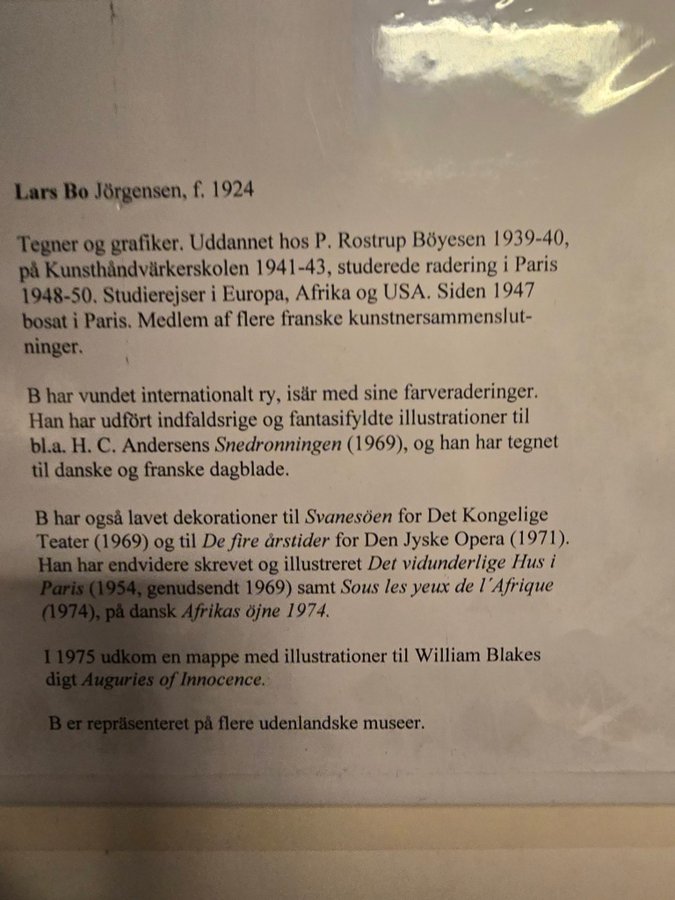 Lars Bo Jörgensen, f. 1924
Tegner og grafiker. Uddannet hos P. Rostrup Böyesen 1939-40,
på Kunsthåndvärkerskolen 1941-43, studerede radering i Paris
1948-50. Studierejser i Europa, Afrika og USA. Siden 1947
bosat i Paris. Medlem af flere franske kunstnersammenslut-
ninger.
B har vundet internationalt ry, isär med sine farveraderinger.
Han har udfört indfaldsrige og fantasifyldte illustrationer til
bl.a. H. C. Andersens Snedronningen (1969), og han har tegnet
til danske og franske dagblade.
B har også lavet dekorationer til Svanesöen for Det Kongelige
Teater (1969) og til De fire årstider for Den Jyske Opera (1971).
Han har endvidere skrevet og illustreret Det vidunderlige Hus i
Paris (1954, genudsendt 1969) samt Sous les yeux de l´Afrique
(1974), på dansk Afrikas öjne 1974.
I 1975 udkom en mappe med illustrationer til William Blakes
digt Auguries of Innocence.
B er repräsenteret på flere udenlandske museer.